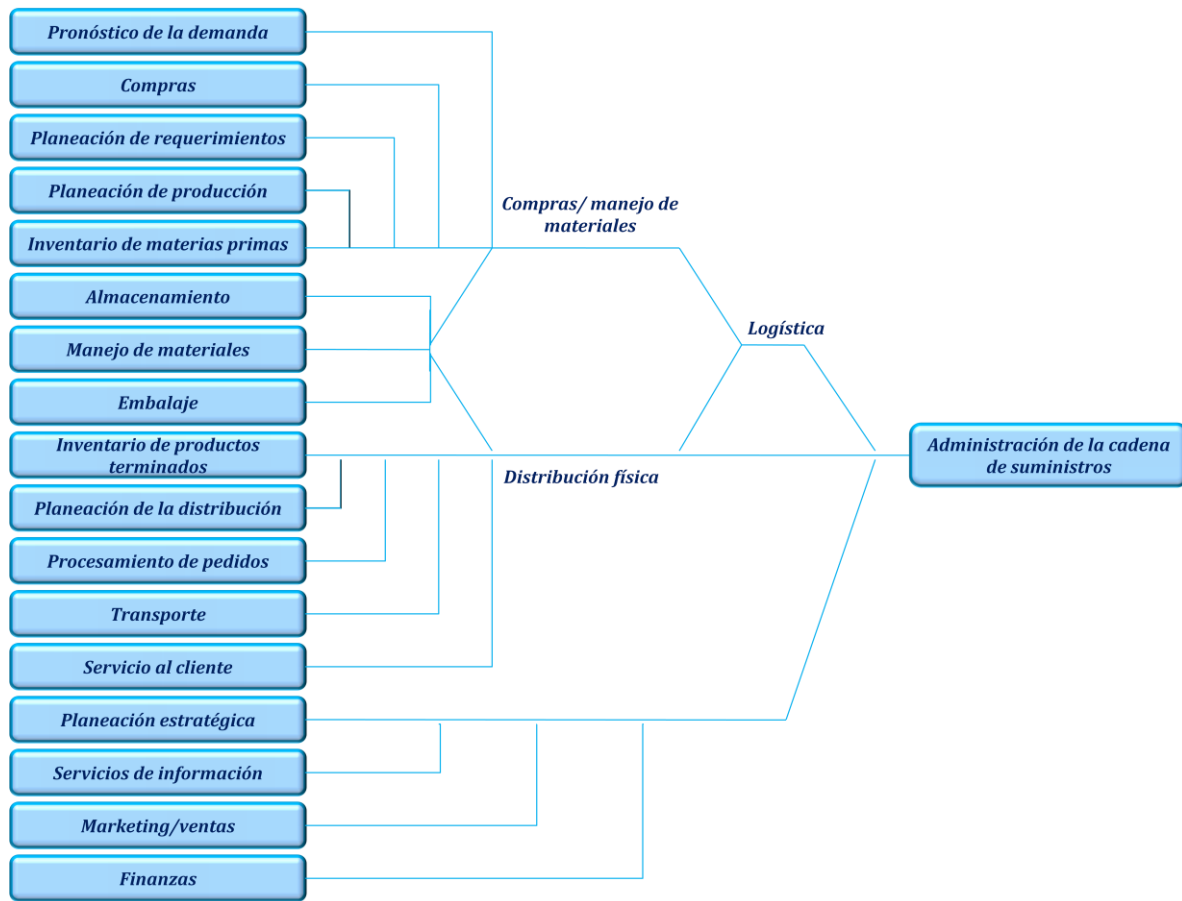 Pronóstico de la demanda
Compras
Planeación de requerimientos
Planeación de producción
Inventario de materias primas
Almacenamiento
Manejo de materiales
Embalaje
Inventario de productos
terminados
Planeación de la distribución
Procesamiento de pedidos
Transporte
Servicio al cliente
Planeación estratégica
Servicios de información
Marketing/ventas
Finanzas
Compras/ manejo de
materiales
Distribución física
Logística
Administración de la cadena
de suministros